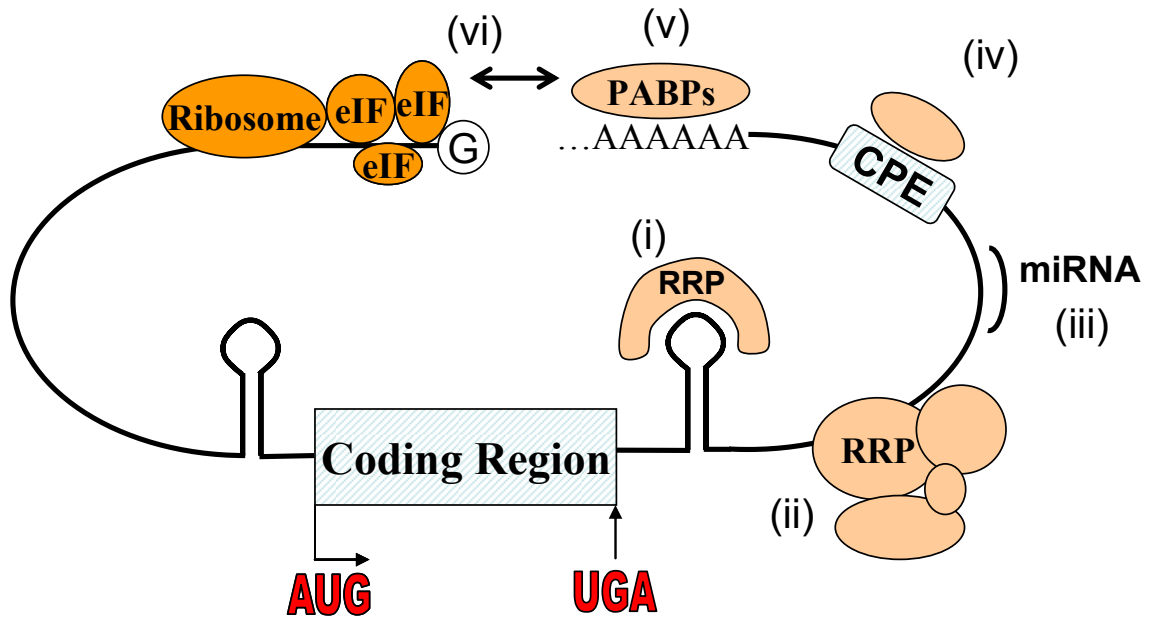 (vi)
(v)
(iv)
Ribosome
eIF
eIF
eIF
G
PABPs
...AAAAAA
CPE
(i)
RRP
miRNA
(iii)
Coding Region
RRP
(ii)
AUG
UGA